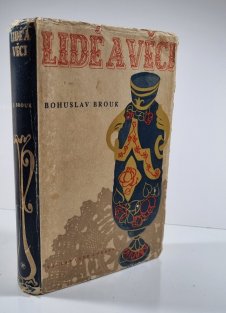 LIDÉ A VĚCI
BOHUSLAV BROUK
LIDÉ A
VĚCI
BROUK